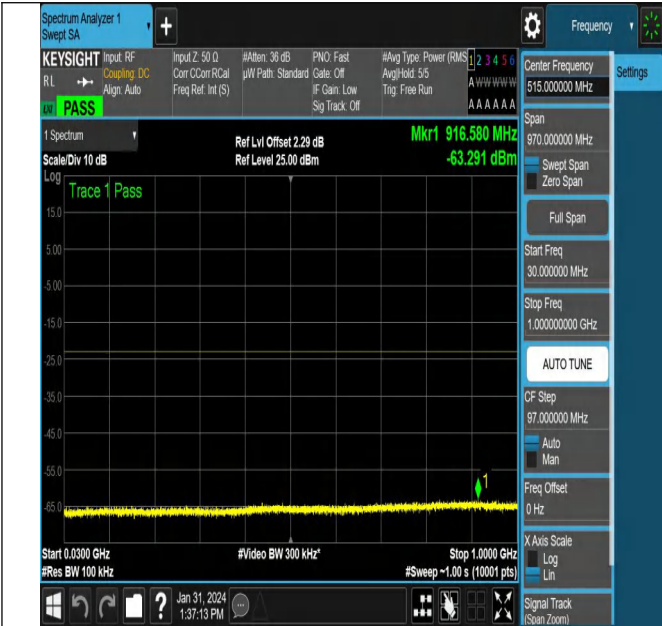 Spectrum Analyzer 1
Swept SA
+
Frequency
KEYSIGHT
RL
LXI
PASS
Input: RF
Coupling: DC
Align: Auto
Input Z: 50 Ω
Corr CCorr RCal
Freq Ref: Int (S)
#Atten: 36 dB
µW Path: Standard
PNO: Fast
Gate: Off
IF Gain: Low
Sig Track: Off
#Avg Type: Power (RMS
Avg|Hold: 5/5
Trig: Free Run
1 2 3 4 5 6
A W W W W W
A A A A A A
1 Spectrum
Scale/Div 10 dB
Ref Lvl Offset 2.29 dB
Ref Level 25.00 dBm
Mkr1 916.580 MHz
-63.291 dBm
Log
Trace 1 Pass
15.0
5.00
-5.00
-15.0
-25.0
-35.0
-45.0
-55.0
-65.0
1
Start 0.0300 GHz
#Res BW 100 kHz
#Video BW 300 kHz*
Stop 1.0000 GHz
#Sweep ~1.00 s (10001 pts)
Center Frequency
515.000000 MHz
Settings
Span
970.000000 MHz
Swept Span
Zero Span
Full Span
Start Freq
30.000000 MHz
Stop Freq
1.000000000 GHz
AUTO TUNE
CF Step
97.000000 MHz
Auto
Man
Freq Offset
0 Hz
X Axis Scale
Log
Lin
Signal Track
(Span Zoom)
?
Jan 31, 2024
1:37:13 PM